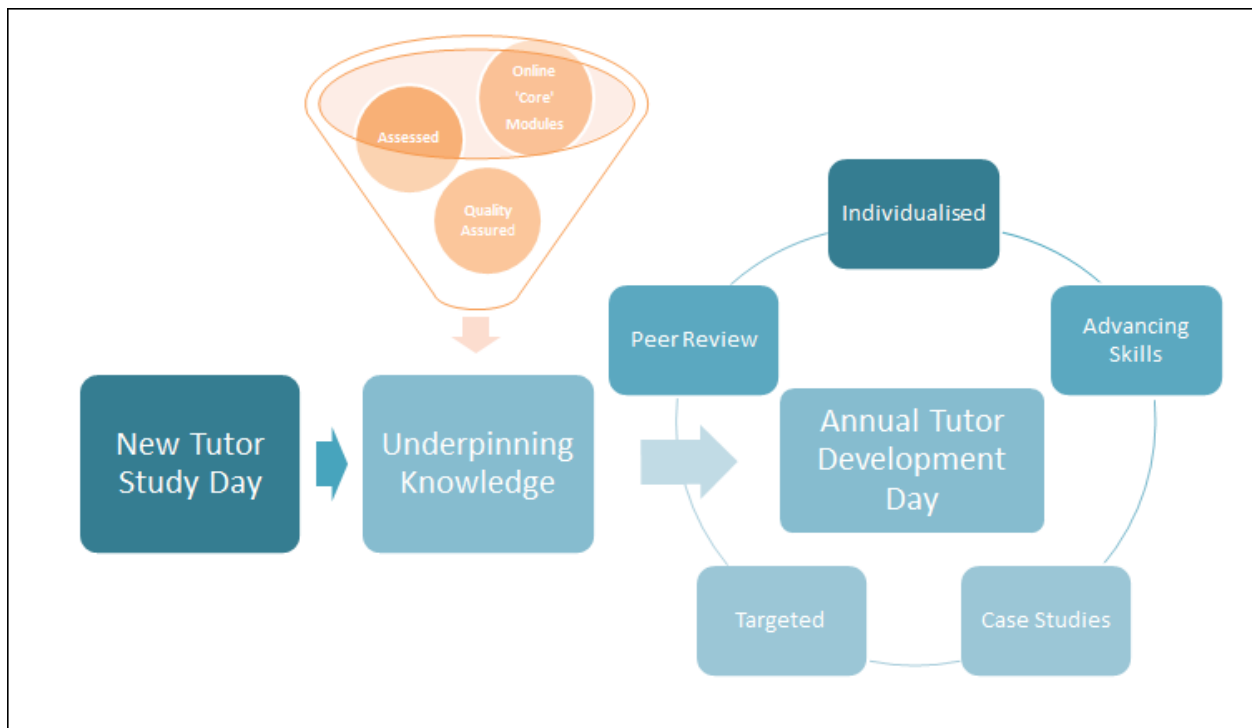 Online
'Core'
Modules
Assessed
Quality
Assured
Individualised
Peer Review
Advancing
Skills
New Tutor
Study Day
Underpinning
Knowledge
Annual Tutor
Development
Day
Targeted
Case Studies